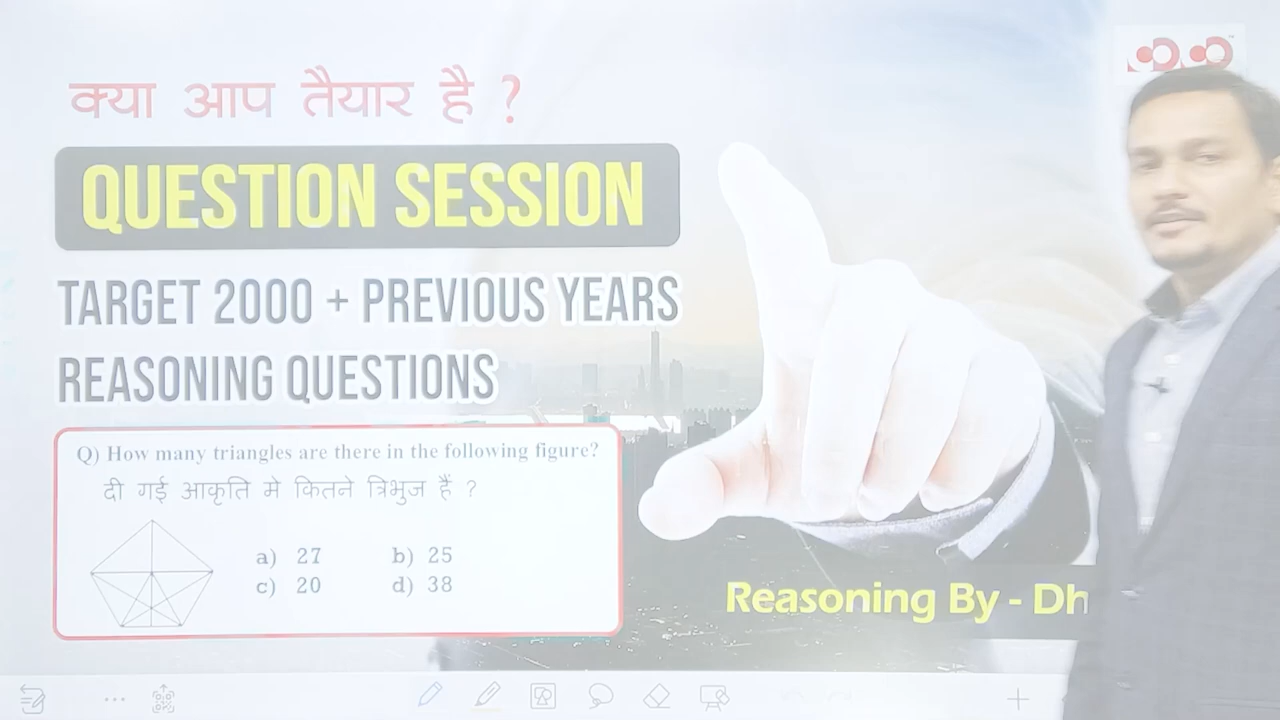 क्या आप तैयार है ?
QUESTION SESSION
TARGET 2000 + PREVIOUS YEARS
REASONING QUESTIONS
Q) How many triangles are there in the following figure?
दी गई आकृति मे कितने त्रिभुज हैं ?
a) 27 b) 25
c) 20 d) 38
Reasoning By - Dh